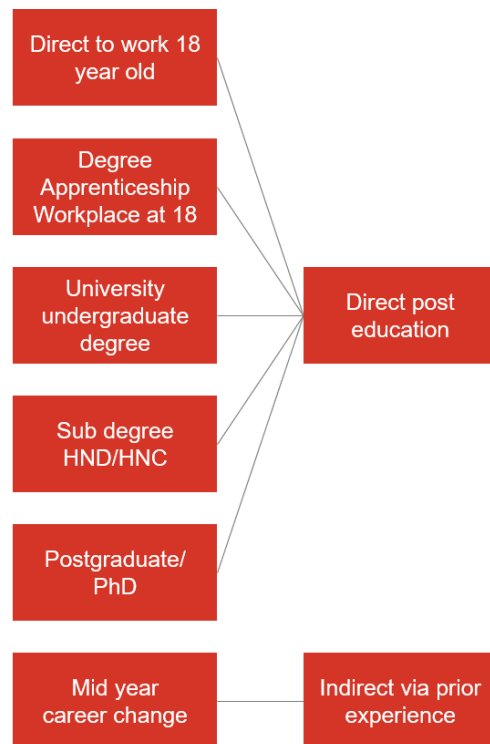 Direct to work 18
year old
Degree
Apprenticeship
Workplace at 18
University
undergraduate
degree
Direct post
education
Sub degree
HND/HNC
Postgraduate/
PhD
Mid year
career change
Indirect via prior
experience